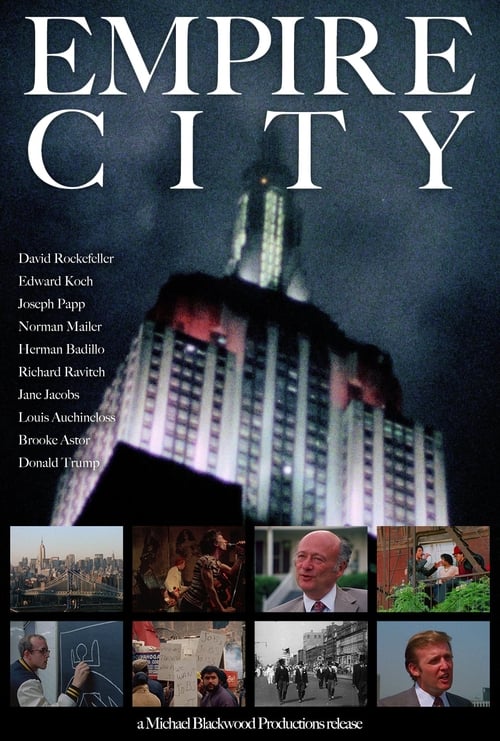 EMPIRE
CITY
David Rockefeller
Edward Koch
Joseph Papp
Norman Mailer
Herman Badillo
Richard Ravitch
Jane Jacobs
Louis Auchincloss
Brooke Astor
Donald Trump
a Michael Blackwood Productions release